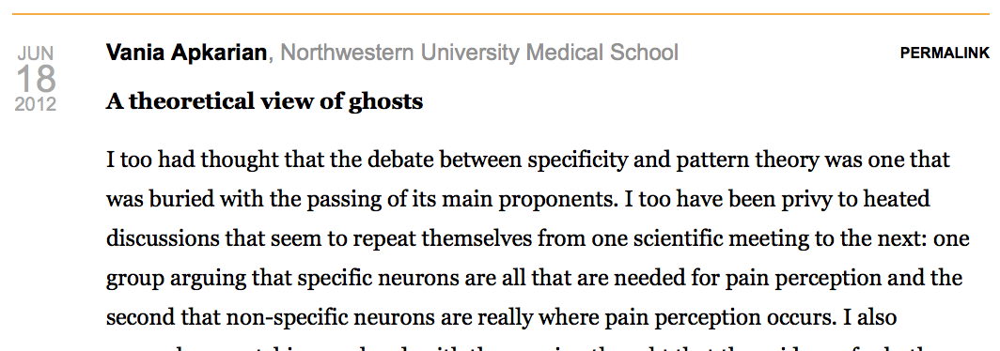 JUN
18
2012
Vania Apkarian, Northwestern University Medical School
PERMALINK
A theoretical view of ghosts
I too had thought that the debate between specificity and pattern theory was one that
was buried with the passing of its main proponents. I too have been privy to heated
discussions that seem to repeat themselves from one scientific meeting to the next: one
group arguing that specific neurons are all that are needed for pain perception and the
second that non-specific neurons are really where pain perception occurs. I also